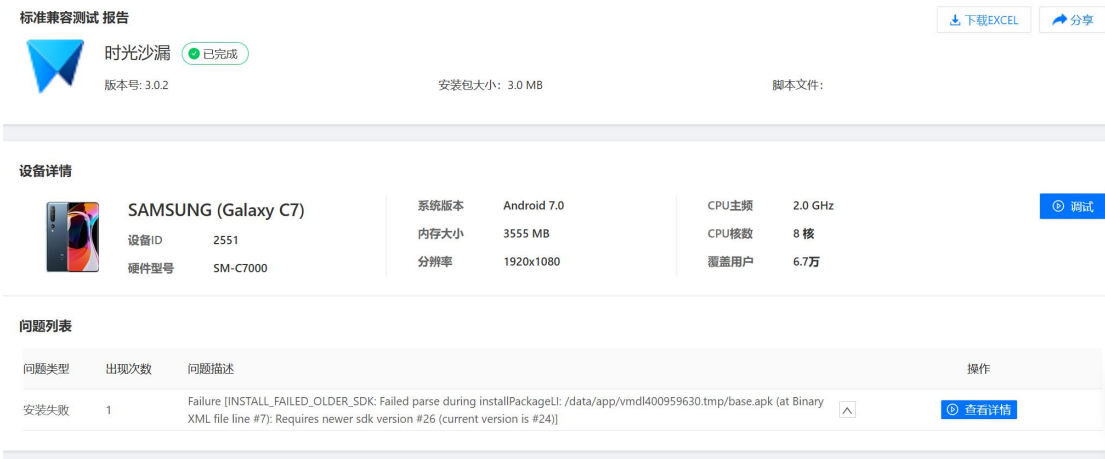 标准兼容测试 报告
下载EXCEL 分享
时光沙漏 已完成
版本号: 3.0.2 安装包大小: 3.0 MB 脚本文件:
设备详情
SAMSUNG (Galaxy C7)
设备ID 2551
硬件型号 SM-C7000
系统版本 Android 7.0
内存大小 3555 MB
分辨率 1920x1080
CPU主频 2.0 GHz
CPU核数 8 核
覆盖用户 6.7万
调试
问题列表
问题类型 出现次数 问题描述 操作
安装失败 1 Failure [INSTALL_FAILED_OLDER_SDK: Failed parse during installPackageLI: /data/app/vmdl400959630.tmp/base.apk (at Binary
XML file line #7): Requires newer sdk version #26 (current version is #24)]
查看详情